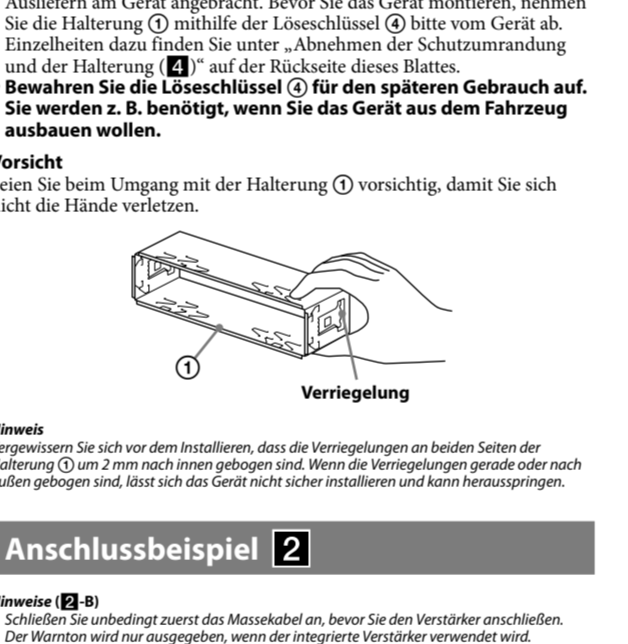 Ausliefern am Gerät angebracht. Bevor Sie das Gerät montieren, nehmen
Sie die Halterung ① mithilfe der Löseschlüssel ④ bitte vom Gerät ab.
Einzelheiten dazu finden Sie unter „Abnehmen der Schutzumrandung
und der Halterung (4)“ auf der Rückseite dieses Blattes.
Bewahren Sie die Löseschlüssel ④ für den späteren Gebrauch auf.
Sie werden z. B. benötigt, wenn Sie das Gerät aus dem Fahrzeug
ausbauen wollen.
orsicht
eien Sie beim Umgang mit der Halterung ① vorsichtig, damit Sie sich
icht die Hände verletzen.
①
Verriegelung
inweis
ergewissern Sie sich vor dem Installieren, dass die Verriegelungen an beiden Seiten der
alterung ① um 2 mm nach innen gebogen sind. Wenn die Verriegelungen gerade oder nach
ußen gebogen sind, lässt sich das Gerät nicht sicher installieren und kann herausspringen.
Anschlussbeispiel 2
inweise (2-B)
Schließen Sie unbedingt zuerst das Massekabel an, bevor Sie den Verstärker anschließen.
Der Warnton wird nur ausgegeben, wenn der integrierte Verstärker verwendet wird.